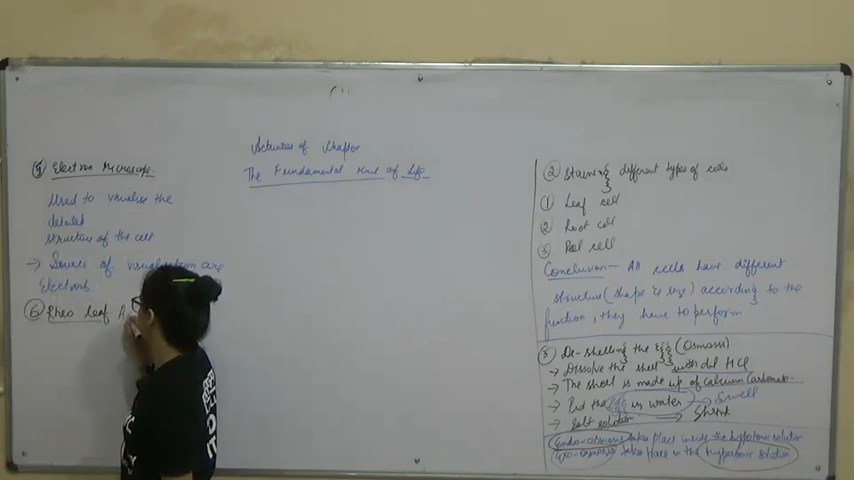 Activities of Chapter
The Fundamental Unit of Life
⑤ Electron Microscope
Used to visualise the
detailed
structure of the cell
→ Source of visualisation are
Electrons
⑥ Rheo leaf
② Staining different types of cells
① Leaf cell
② Root cell
③ Peel cell
Conclusion - All cells have different
structure (shape & size) according to the
function, they have to perform
③ De-shelling the egg (Osmosis)
→ Dissolve the shell with dil HCl
→ The shell is made up of Calcium Carbonate.
→ Put the egg in water → Swell
→ Salt solution → Shrink
Endo-osmosis takes place inside the hypotonic solution
Exo-osmosis takes place in the hypertonic solution